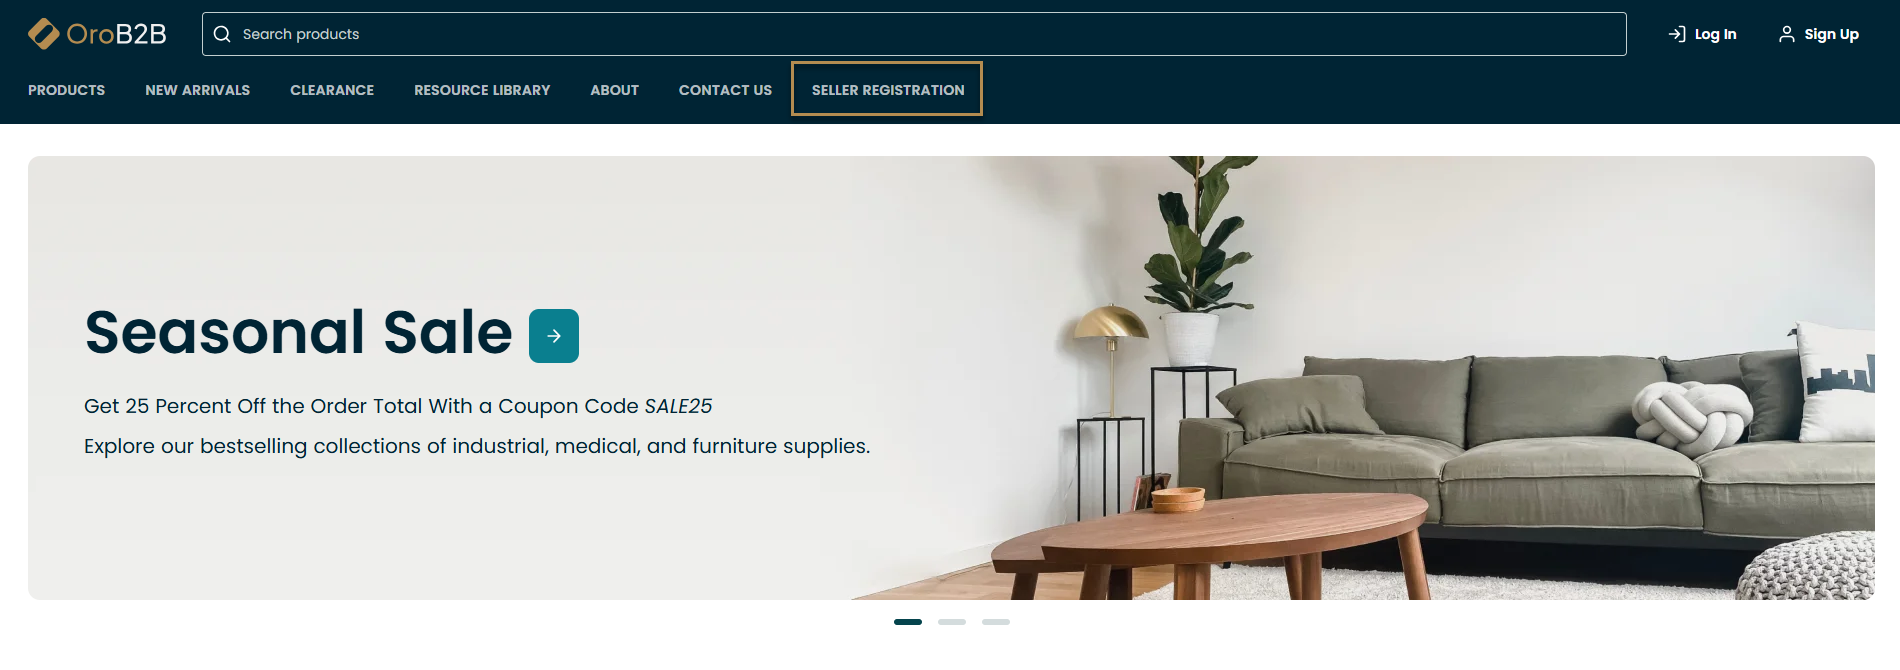 OroB2B
Search products
Log In
Sign Up
PRODUCTS
NEW ARRIVALS
CLEARANCE
RESOURCE LIBRARY
ABOUT
CONTACT US
SELLER REGISTRATION
Seasonal Sale
Get 25 Percent Off the Order Total With a Coupon Code SALE25
Explore our bestselling collections of industrial, medical, and furniture supplies.